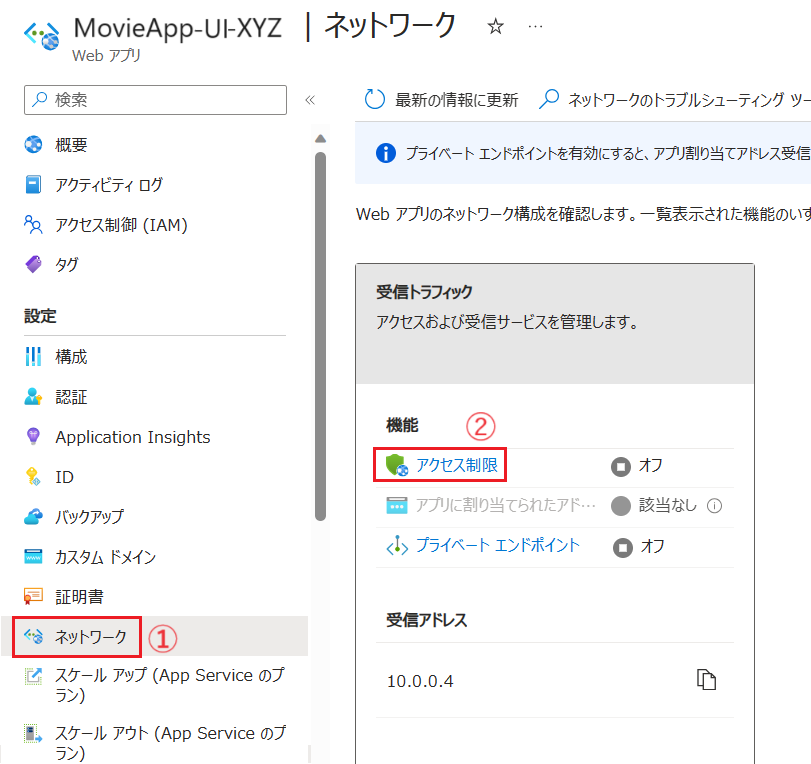 MovieApp-UI-XYZ | ネットワーク ☆ …
Web アプリ
検索
«
概要
アクティビティ ログ
アクセス制御 (IAM)
タグ
設定
構成
認証
Application Insights
ID
バックアップ
カスタム ドメイン
証明書
ネットワーク ①
スケール アップ (App Service のプ
ラン)
スケール アウト (App Service のプ
ラン)
最新の情報に更新
ネットワークのトラブルシューティング ツー
プライベート エンドポイントを有効にすると、アプリ割り当てアドレス受信
Web アプリのネットワーク構成を確認します。一覧表示された機能のいず
受信トラフィック
アクセスおよび受信サービスを管理します。
機能 ②
アクセス制限 オフ
アプリに割り当てられたアド… 該当なし
プライベート エンドポイント オフ
受信アドレス
10.0.0.4